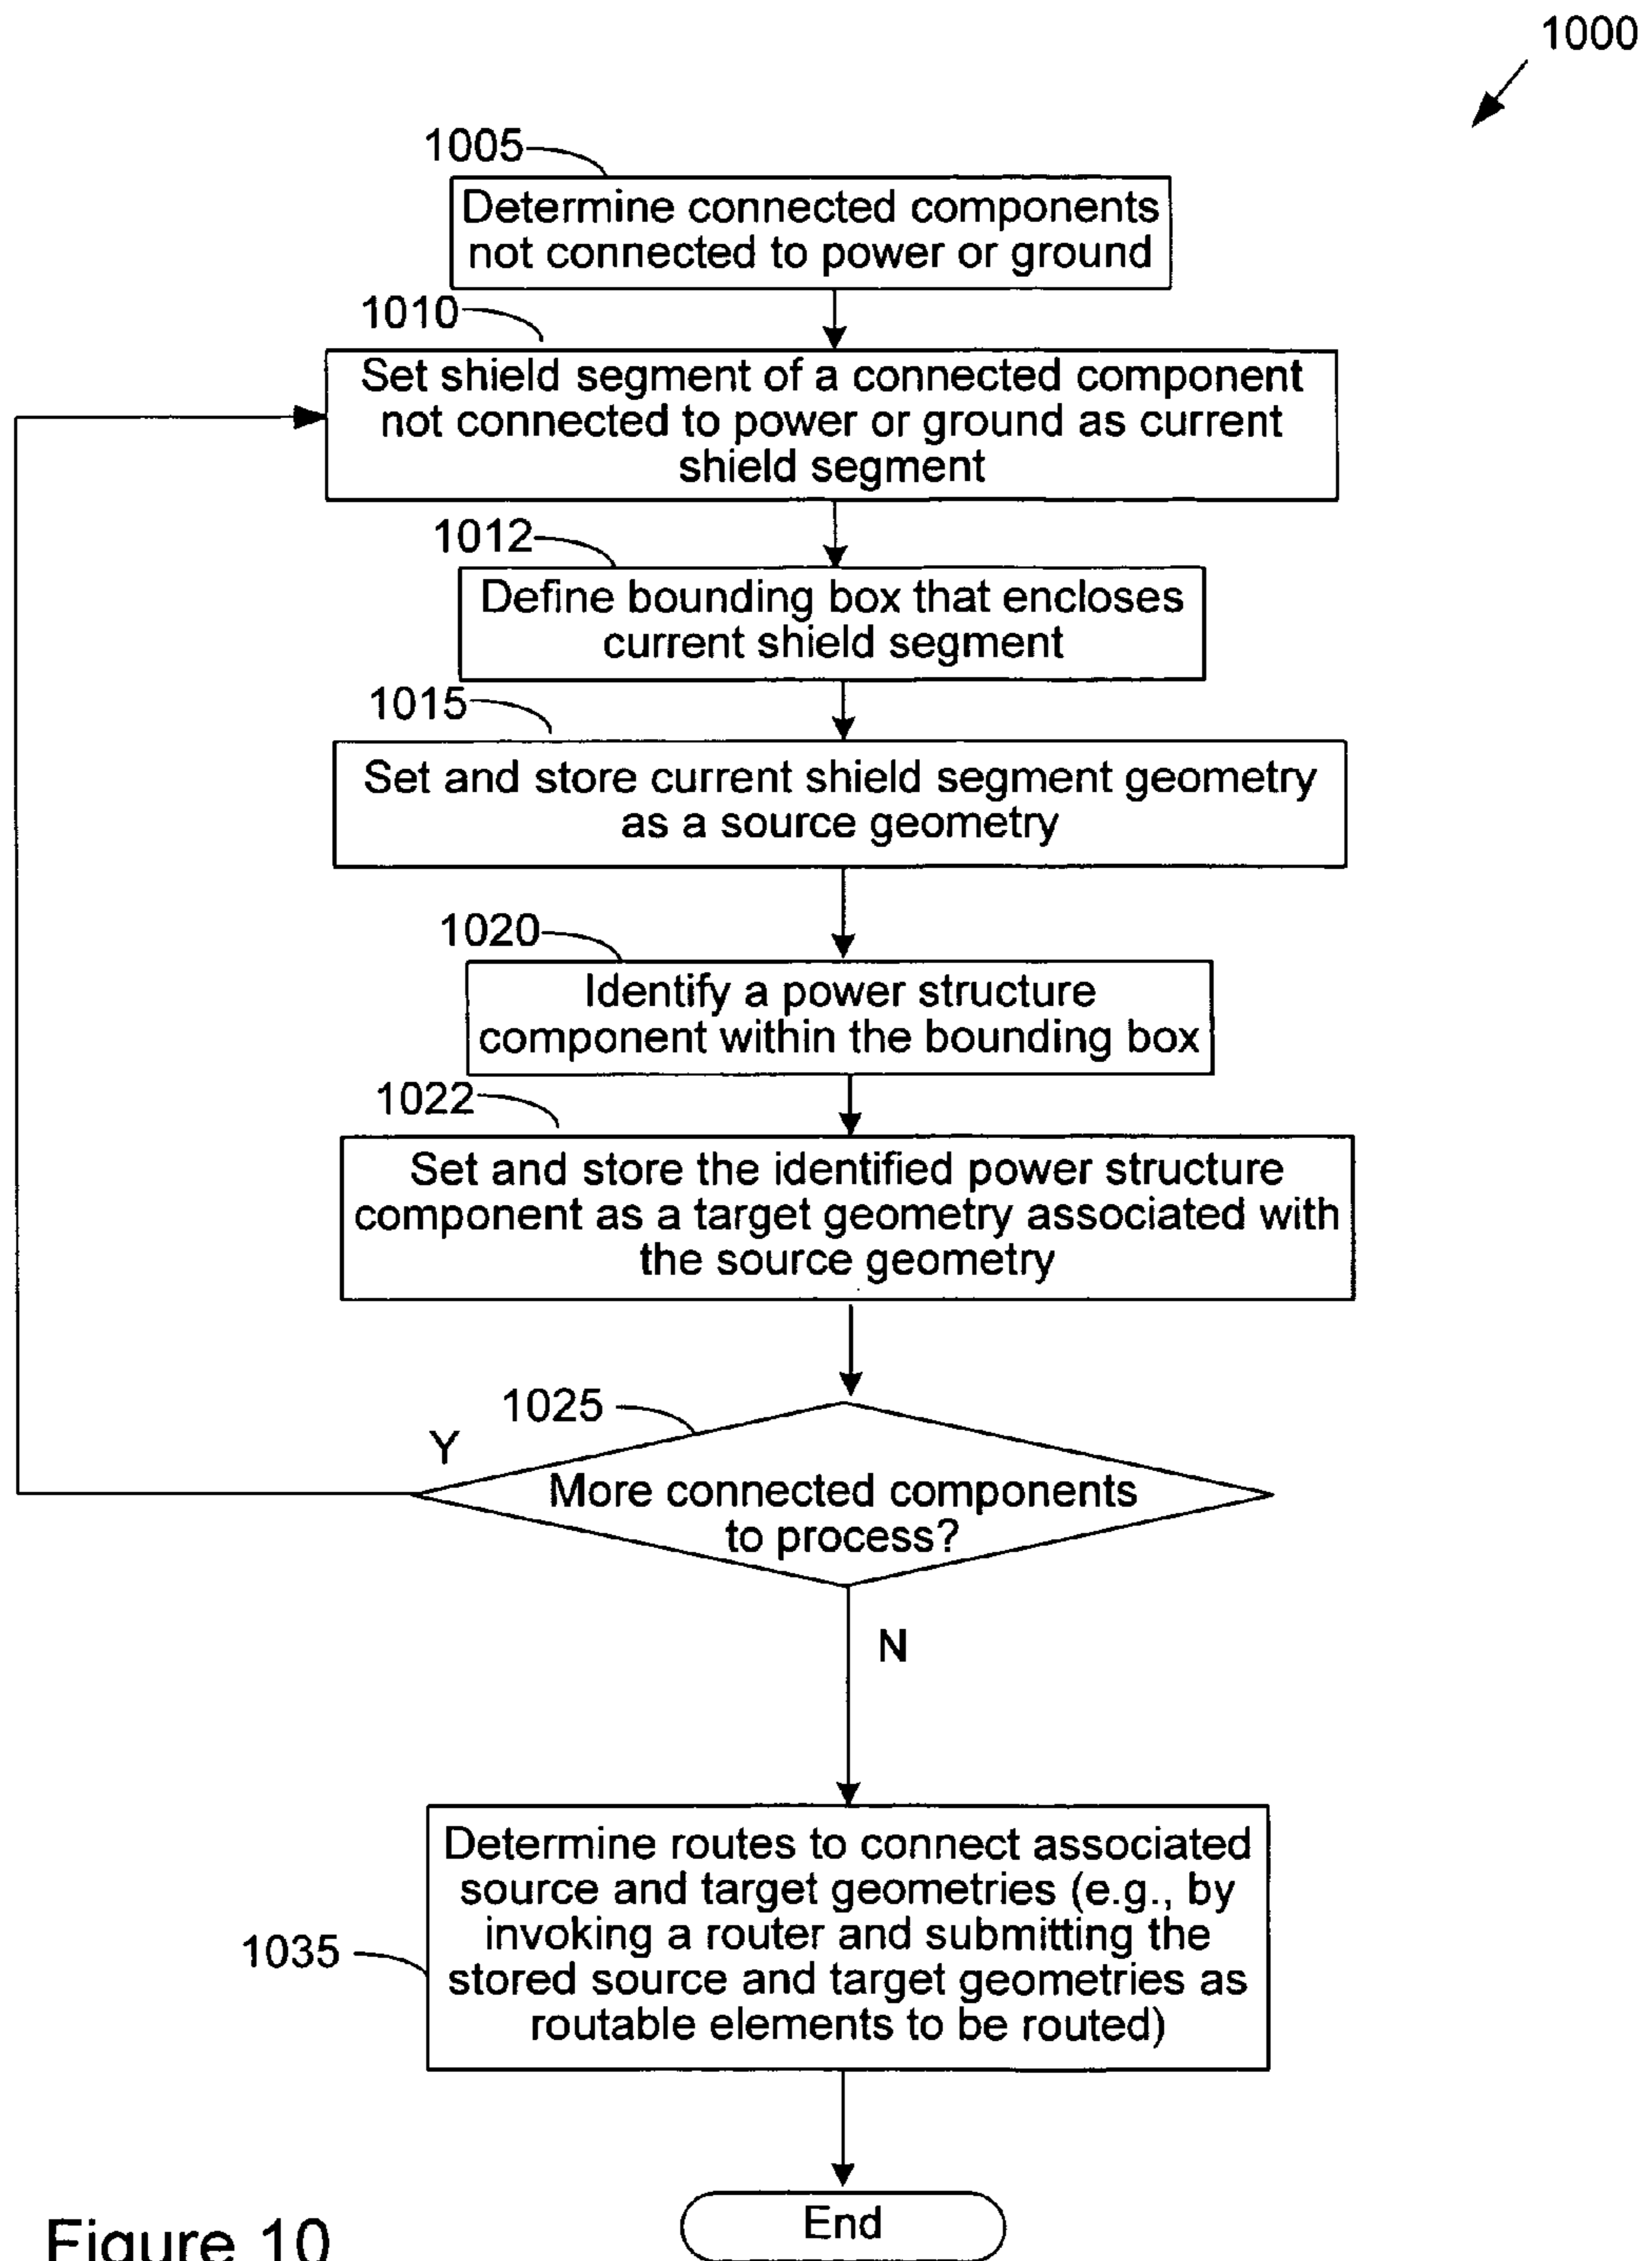 1000
1005
Determine connected components
not connected to power or ground
1010
Set shield segment of a connected component
not connected to power or ground as current
shield segment
1012
Define bounding box that encloses
current shield segment
1015
Set and store current shield segment geometry
as a source geometry
1020
Identify a power structure
component within the bounding box
1022
Set and store the identified power structure
component as a target geometry associated with
the source geometry
1025
Y
More connected components
to process?
N
Determine routes to connect associated
source and target geometries (e.g., by
invoking a router and submitting the
1035
stored source and target geometries as
routable elements to be routed)
End
Figure 10